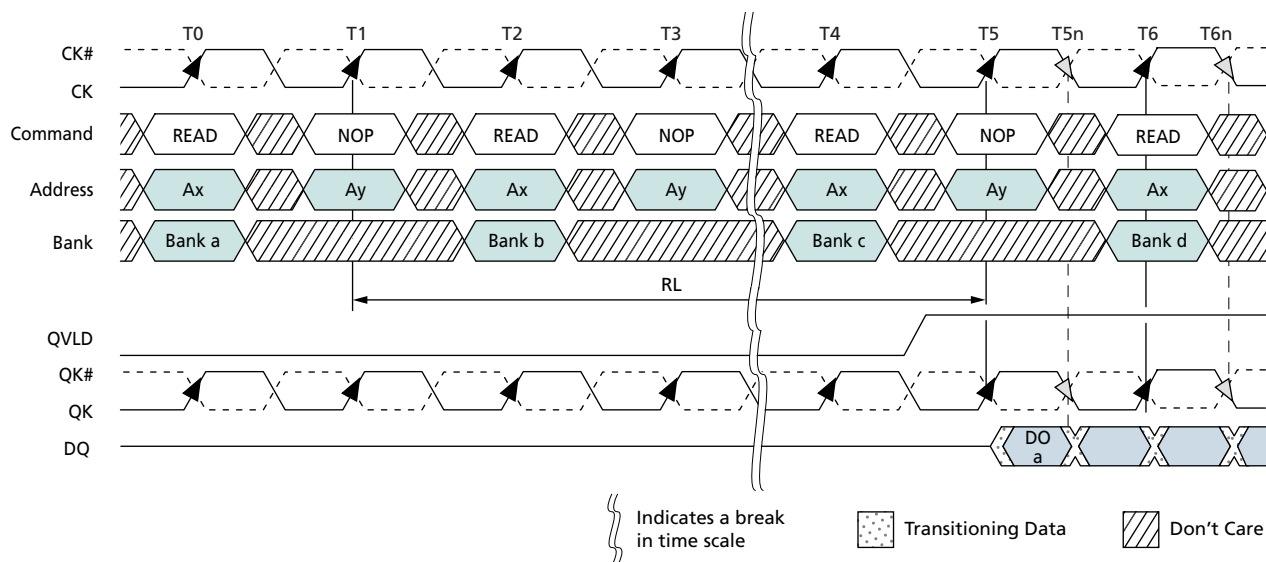 T0 T1 T2 T3 T4 T5 T5n T6 T6n
CK#
CK
Command READ NOP READ NOP READ NOP READ
Address Ax Ay Ax Ay Ax Ay Ax
Bank Bank a Bank b Bank c Bank d
RL
QVLD
QK#
QK
DQ DO
a
Indicates a break
in time scale
Transitioning Data
Don't Care